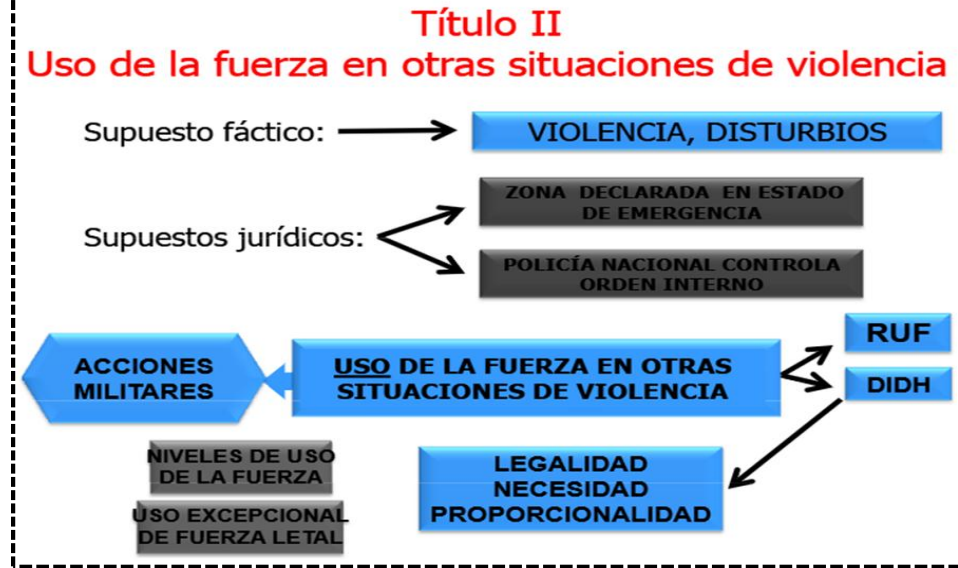 Título II
Uso de la fuerza en otras situaciones de violencia
Supuesto fáctico:
VIOLENCIA, DISTURBIOS
Supuestos jurídicos:
ZONA DECLARADA EN ESTADO
DE EMERGENCIA
POLICÍA NACIONAL CONTROLA
ORDEN INTERNO
ACCIONES
MILITARES
USO DE LA FUERZA EN OTRAS
SITUACIONES DE VIOLENCIA
RUF
DIDH
NIVELES DE USO
DE LA FUERZA
USO EXCEPCIONAL
DE FUERZA LETAL
LEGALIDAD
NECESIDAD
PROPORCIONALIDAD